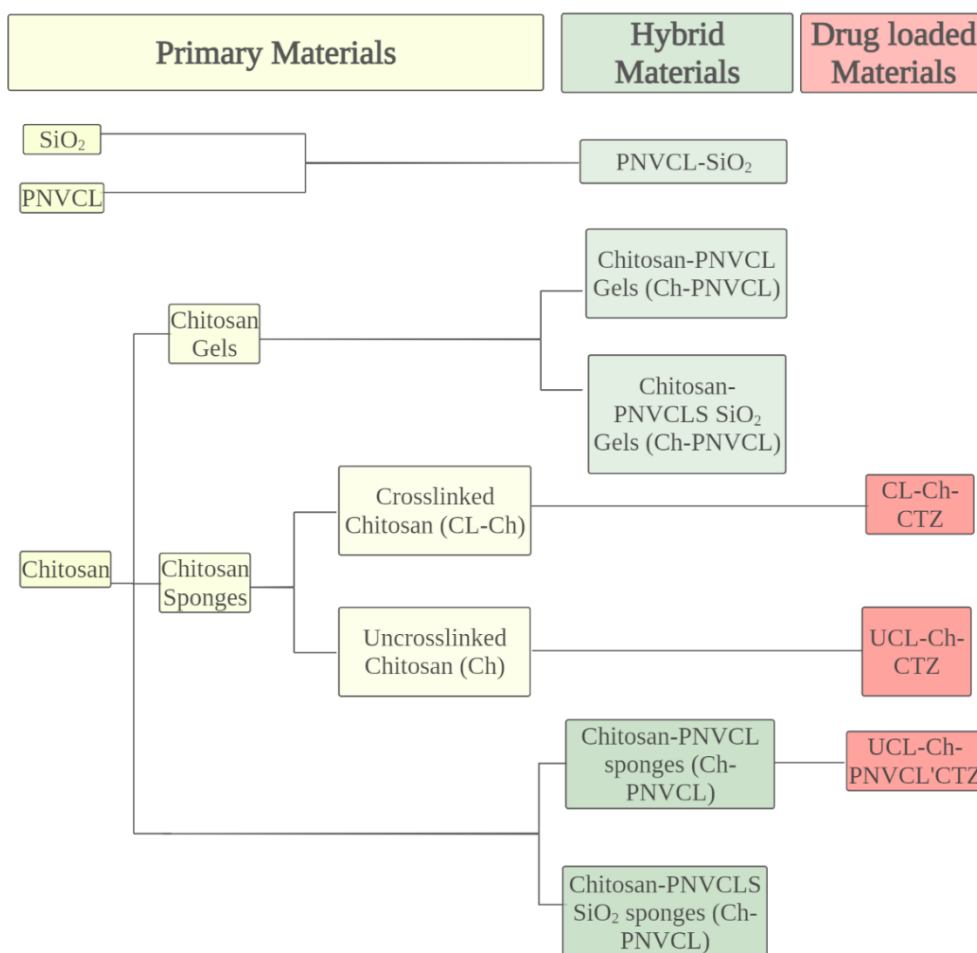 Primary Materials
Hybrid
Materials
Drug loaded
Materials
SiO₂
PNVCL
PNVCL-SiO₂
Chitosan-PNVCL
Gels (Ch-PNVCL)
Chitosan
Gels
Chitosan-
PNVCLS SiO₂
Gels (Ch-PNVCL)
Crosslinked
Chitosan (CL-Ch)
CL-Ch-
CTZ
Chitosan
Chitosan
Sponges
Uncrosslinked
Chitosan (Ch)
UCL-Ch-
CTZ
Chitosan-PNVCL
sponges (Ch-
PNVCL)
UCL-Ch-
PNVCL'CTZ
Chitosan-PNVCLS
SiO₂ sponges (Ch-
PNVCL)